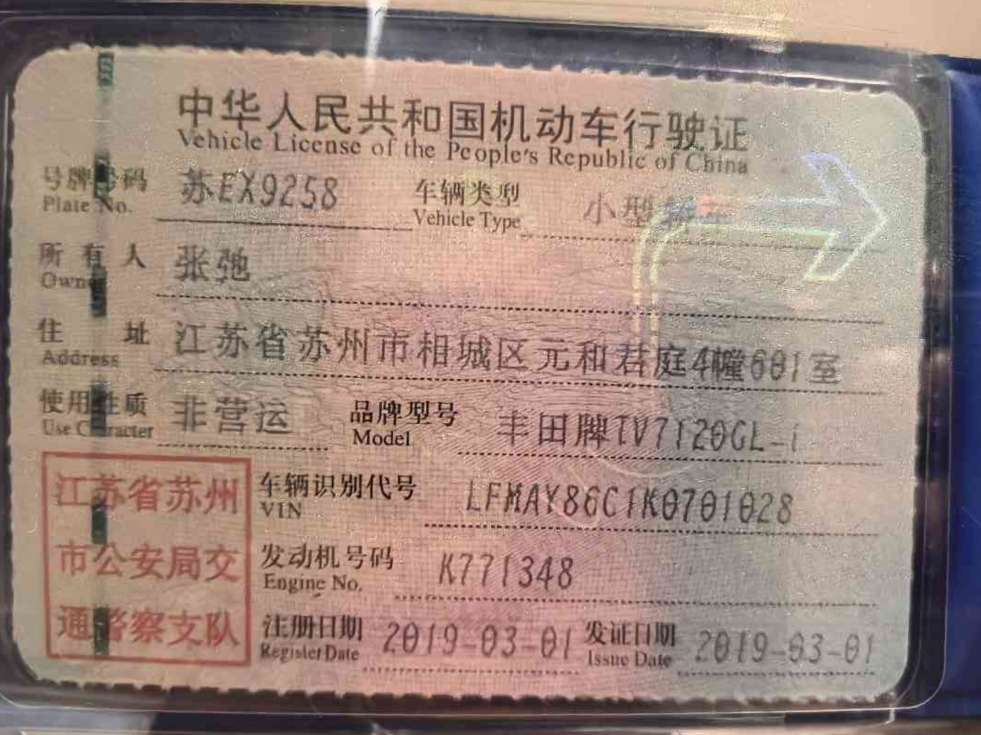 中华人民共和国机动车行驶证
Vehicle License of the People's Republic of China
号牌号码 苏EX9258 车辆类型 小型轿车
Plate No. Vehicle Type
所有人 张弛
Owner
住址 江苏省苏州市相城区元和君庭4幢601室
Address
使用性质 非营运 品牌型号 丰田牌TV7120GL-i
Use Character Model
江苏省苏州 车辆识别代号 LFMAY86C1K0701028
VIN
市公安局交 发动机号码 K771348
Engine No.
通警察支队 注册日期 2019-03-01 发证日期 2019-03-01
Register Date Issue Date